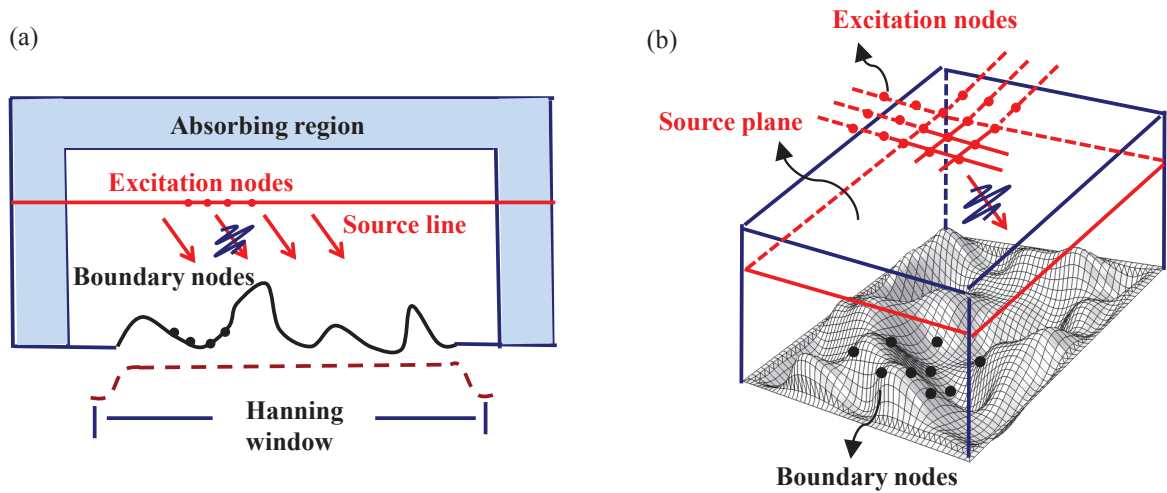 (a)
Absorbing region
Excitation nodes
Source line
Boundary nodes
Hanning
window
(b)
Excitation nodes
Source plane
Boundary nodes